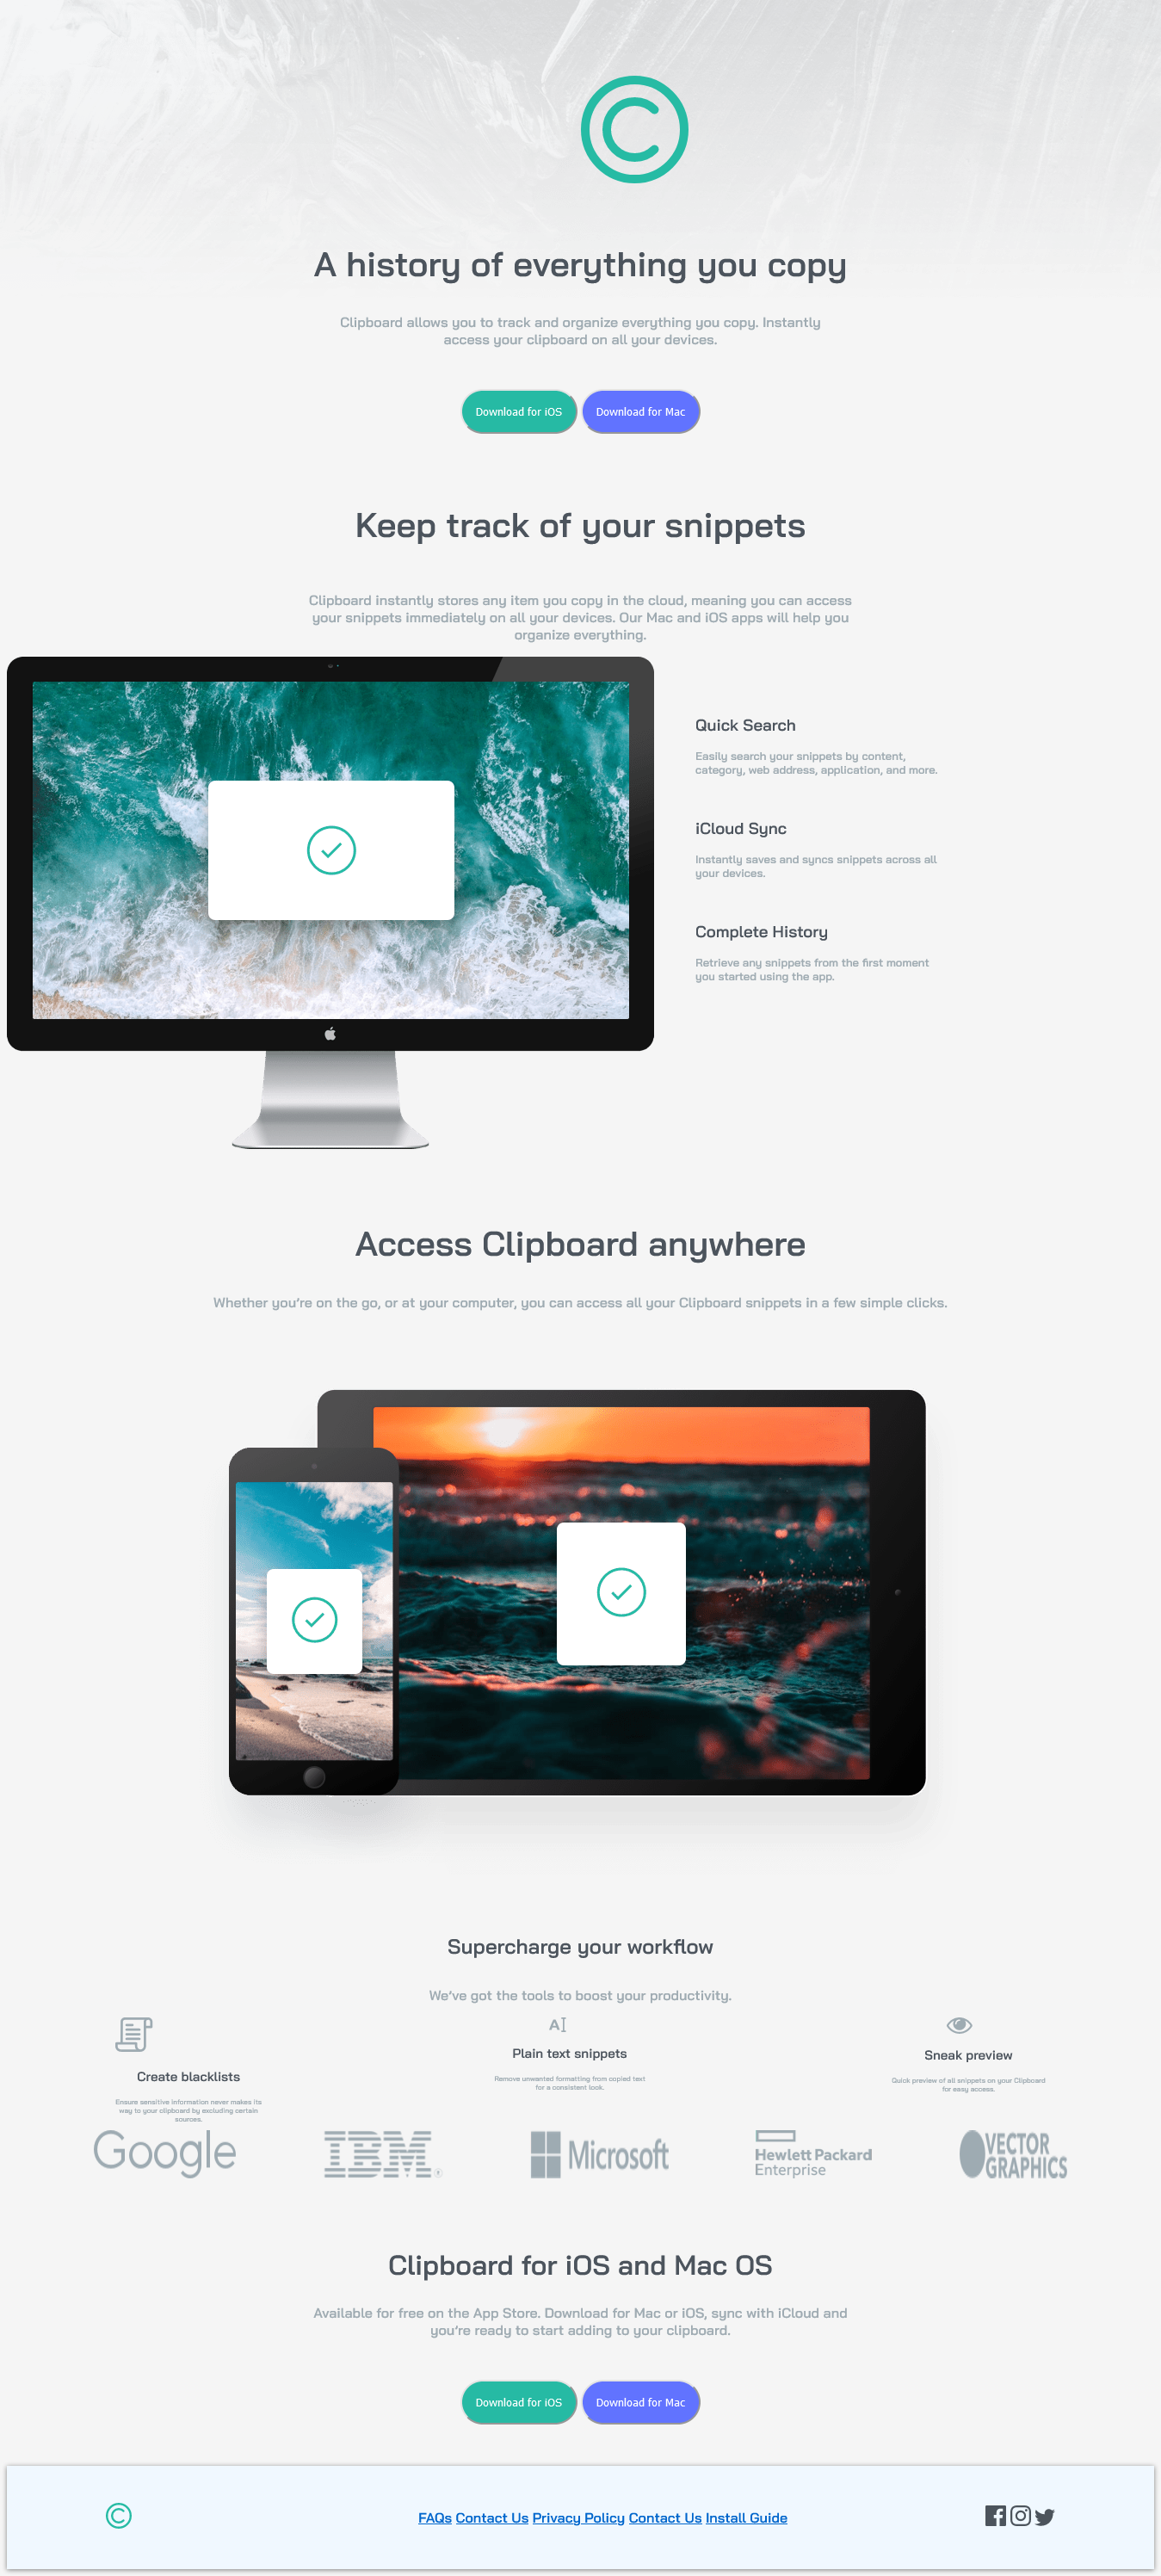 A history of everything you copy
Clipboard allows you to track and organize everything you copy. Instantly
access your clipboard on all your devices.
Download for iOS Download for Mac
Keep track of your snippets
Clipboard instantly stores any item you copy in the cloud, meaning you can access
your snippets immediately on all your devices. Our Mac and iOS apps will help you
organize everything.
Quick Search
Easily search your snippets by content,
category, web address, application, and more.
iCloud Sync
Instantly saves and syncs snippets across all
your devices.
Complete History
Retrieve any snippets from the first moment
you started using the app.
Access Clipboard anywhere
Whether you’re on the go, or at your computer, you can access all your Clipboard snippets in a few simple clicks.
Supercharge your workflow
We’ve got the tools to boost your productivity.
Create blacklists
Ensure sensitive information never makes its
way to your clipboard by excluding certain
sources.
Plain text snippets
Remove unwanted formatting from copied text
for a consistent look.
Sneak preview
Quick preview of all snippets on your Clipboard
for easy access.
Google
IBM
Microsoft
Hewlett Packard
Enterprise
VECTOR
GRAPHICS
Clipboard for iOS and Mac OS
Available for free on the App Store. Download for Mac or iOS, sync with iCloud and
you’re ready to start adding to your clipboard.
Download for iOS Download for Mac
FAQs Contact Us Privacy Policy Contact Us Install Guide